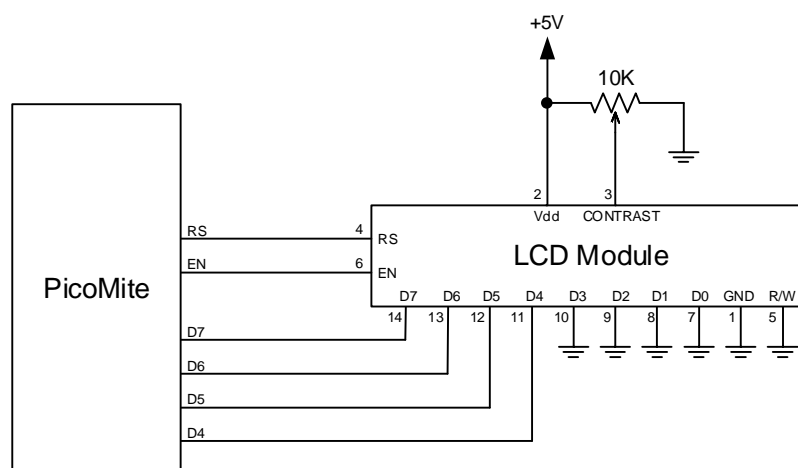 +5V
10K
2 3
Vdd CONTRAST
RS 4 RS
LCD Module
EN 6 EN
PicoMite
D7 D6 D5 D4 D3 D2 D1 D0 GND R/W
14 13 12 11 10 9 8 7 1 5
D7
D6
D5
D4